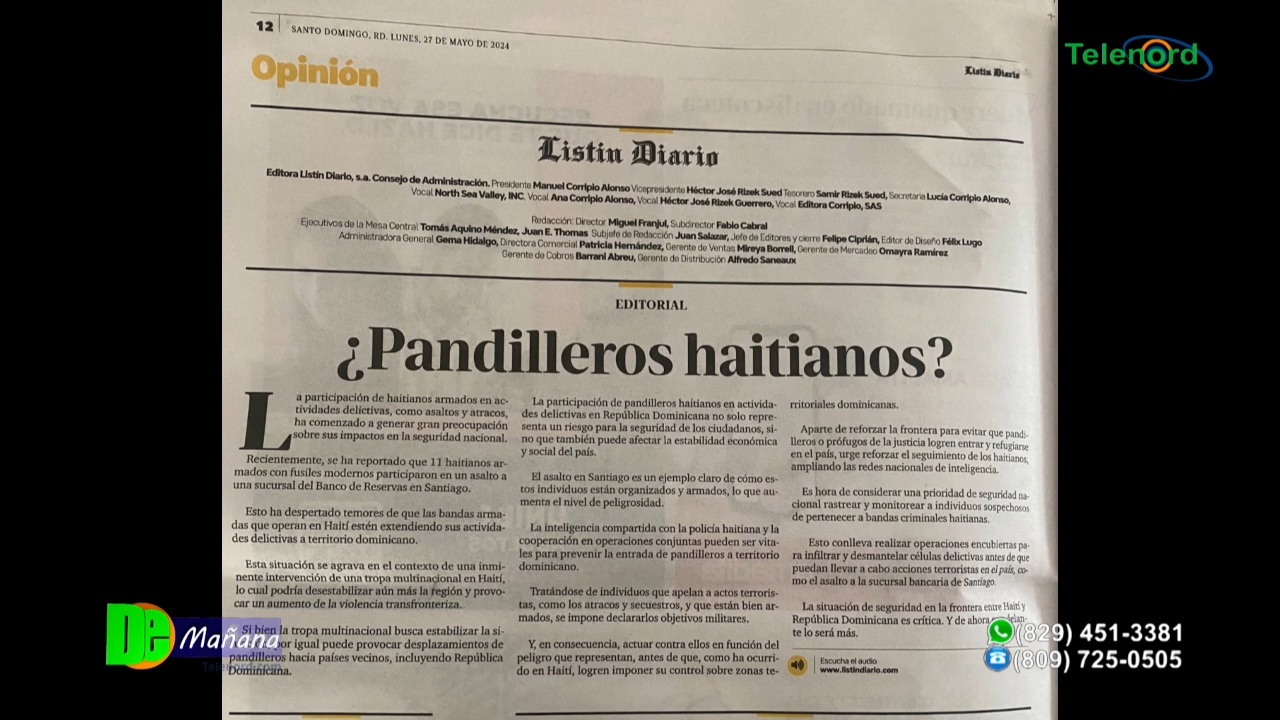 12 SANTO DOMINGO, RD. LUNES, 27 DE MAYO DE 2024
Telenord
Opinión
Listin Diario
Listin Diario
Editora Listín Diario, s.a. Consejo de Administración. Presidente Manuel Corripio Alonso Vicepresidente Héctor José Rizek Sued Tesorero Samir Rizek Sued, Secretaria Lucía Corripio Alonso,
Vocal North Sea Valley, INC. Vocal Ana Corripio Alonso, Vocal Héctor José Rizek Guerrero, Vocal Editora Corripio, SAS
Redacción: Director Miguel Franjul, Subdirector Fabio Cabral
Ejecutivos de la Mesa Central Tomás Aquino Méndez, Juan E. Thomas Subjefe de Redacción Juan Salazar, Jefe de Editores y cierre Felipe Ciprián, Editor de Diseño Félix Lugo
Administradora General Gema Hidalgo, Directora Comercial Patricia Hernández, Gerente de Ventas Mireya Borrell, Gerente de Mercadeo Omayra Ramírez
Gerente de Cobros Barrani Abreu, Gerente de Distribución Alfredo Saneaux
EDITORIAL
¿Pandilleros haitianos?
La participación de haitianos armados en ac-
tividades delictivas, como asaltos y atracos,
ha comenzado a generar gran preocupación
sobre sus impactos en la seguridad nacional.
Recientemente, se ha reportado que 11 haitianos ar-
mados con fusiles modernos participaron en un asalto a
una sucursal del Banco de Reservas en Santiago.
Esto ha despertado temores de que las bandas arma-
das que operan en Haití estén extendiendo sus activida-
des delictivas a territorio dominicano.
Esta situación se agrava en el contexto de una inmi-
nente intervención de una tropa multinacional en Haití,
lo cual podría desestabilizar aún más la región y provo-
car un aumento de la violencia transfronteriza.
Si bien la tropa multinacional busca estabilizar la si-
por igual puede provocar desplazamientos de
pandilleros hacia países vecinos, incluyendo República
Dominicana.
La participación de pandilleros haitianos en activida-
des delictivas en República Dominicana no solo repre-
senta un riesgo para la seguridad de los ciudadanos, si-
no que también puede afectar la estabilidad económica
y social del país.
El asalto en Santiago es un ejemplo claro de cómo es-
tos individuos están organizados y armados, lo que au-
menta el nivel de peligrosidad.
La inteligencia compartida con la policía haitiana y la
cooperación en operaciones conjuntas pueden ser vita-
les para prevenir la entrada de pandilleros a territorio
dominicano.
Tratándose de individuos que apelan a actos terroris-
tas, como los atracos y secuestros, y que están bien ar-
mados, se impone declararlos objetivos militares.
Y, en consecuencia, actuar contra ellos en función del
peligro que representan, antes de que, como ha ocurri-
do en Haití, logren imponer su control sobre zonas te-
rritoriales dominicanas.
Aparte de reforzar la frontera para evitar que pandi-
lleros o prófugos de la justicia logren entrar y refugiarse
en el país, urge reforzar el seguimiento de los haitianos,
ampliando las redes nacionales de inteligencia.
Es hora de considerar una prioridad de seguridad na-
cional rastrear y monitorear a individuos sospechosos
de pertenecer a bandas criminales haitianas.
Esto conlleva realizar operaciones encubiertas pa-
ra infiltrar y desmantelar células delictivas antes de que
puedan llevar a cabo acciones terroristas en el país, co-
mo el asalto a la sucursal bancaria de Santiago.
La situación de seguridad en la frontera entre Haití y
República Dominicana es crítica. Y de ahora
te lo será más.
Escucha el audio
www.listindiario.com
De Mañana
Telenord.com
(829) 451-3381
(809) 725-0505